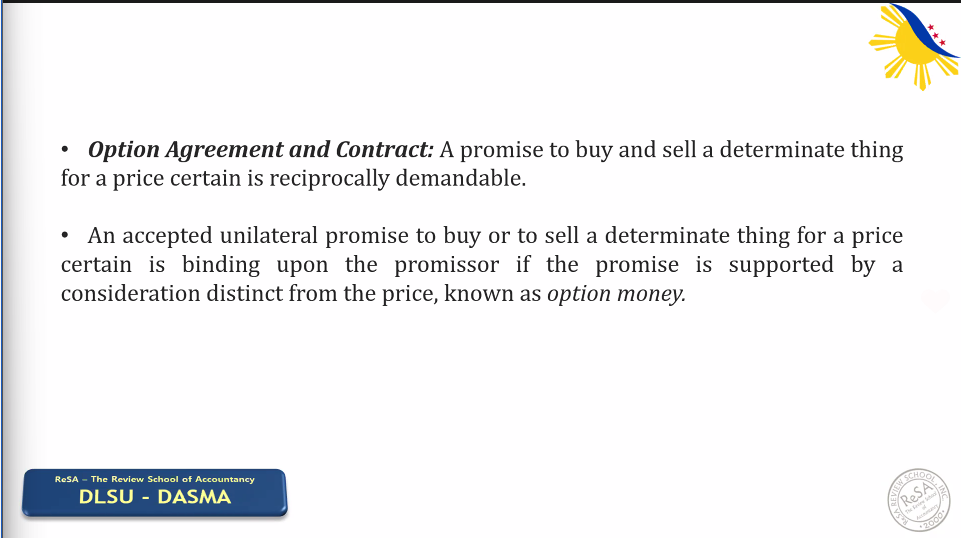 • Option Agreement and Contract: A promise to buy and sell a determinate thing
for a price certain is reciprocally demandable.
• An accepted unilateral promise to buy or to sell a determinate thing for a price
certain is binding upon the promissor if the promise is supported by a
consideration distinct from the price, known as option money.
ReSA – The Review School of Accountancy
DLSU - DASMA
ReSA REVIEW SCHOOL, INC.
ReSA
The Review School
of
Accountancy
• 2000 •